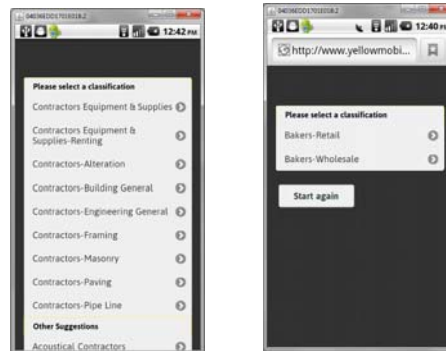 12:42 PM
Please select a classification
Contractors Equipment & Supplies
Contractors Equipment &
Supplies-Renting
Contractors-Alteration
Contractors-Building General
Contractors-Engineering General
Contractors-Framing
Contractors-Masonry
Contractors-Paving
Contractors-Pipe Line
Other Suggestions
Acoustical Contractors
12:40 PM
http://www.yellowmobi...
Please select a classification
Bakers-Retail
Bakers-Wholesale
Start again